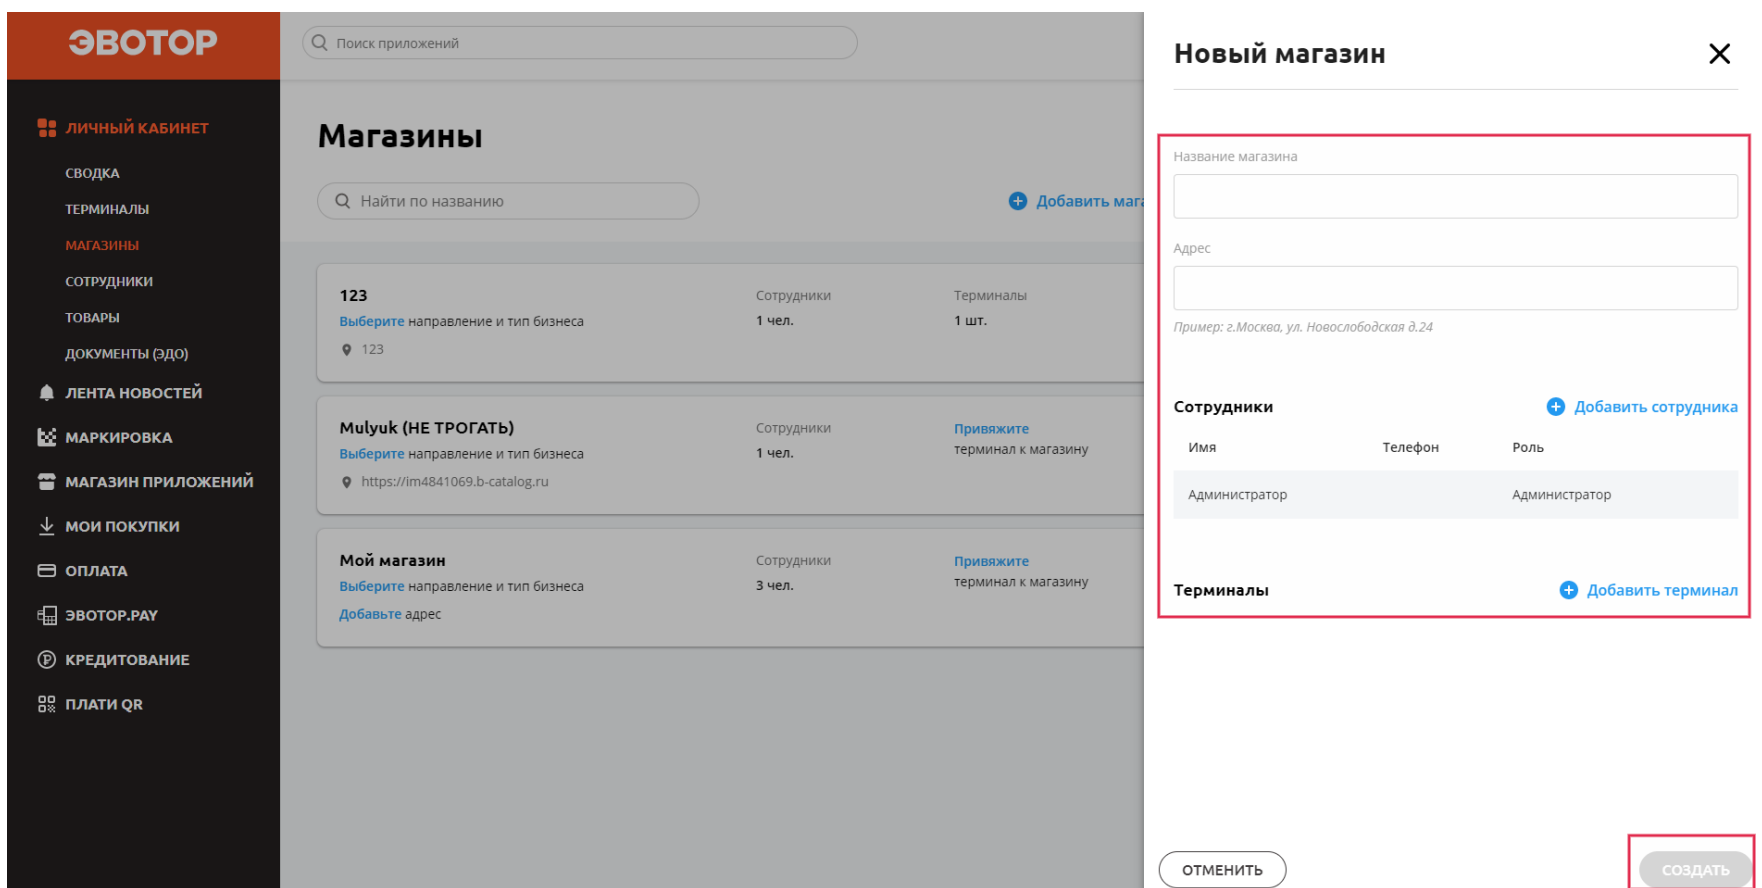 ЭВОТОР
Поиск приложений
ЛИЧНЫЙ КАБИНЕТ
СВОДКА
ТЕРМИНАЛЫ
МАГАЗИНЫ
СОТРУДНИКИ
ТОВАРЫ
ДОКУМЕНТЫ (ЭДО)
ЛЕНТА НОВОСТЕЙ
МАРКИРОВКА
МАГАЗИН ПРИЛОЖЕНИЙ
МОИ ПОКУПКИ
ОПЛАТА
ЭВОТОР.PAY
КРЕДИТОВАНИЕ
ПЛАТИ QR
Магазины
Найти по названию
Добавить мага
123
Выберите направление и тип бизнеса
123
Сотрудники
1 чел.
Терминалы
1 шт.
Mulyuk (НЕ ТРОГАТЬ)
Выберите направление и тип бизнеса
https://im4841069.b-catalog.ru
Сотрудники
1 чел.
Привяжите
терминал к магазину
Мой магазин
Выберите направление и тип бизнеса
Добавьте адрес
Сотрудники
3 чел.
Привяжите
терминал к магазину
Новый магазин
Название магазина
Адрес
Пример: г.Москва, ул. Новослободская д.24
Сотрудники Добавить сотрудника
Имя Телефон Роль
Администратор Администратор
Терминалы Добавить терминал
ОТМЕНИТЬ СОЗДАТЬ